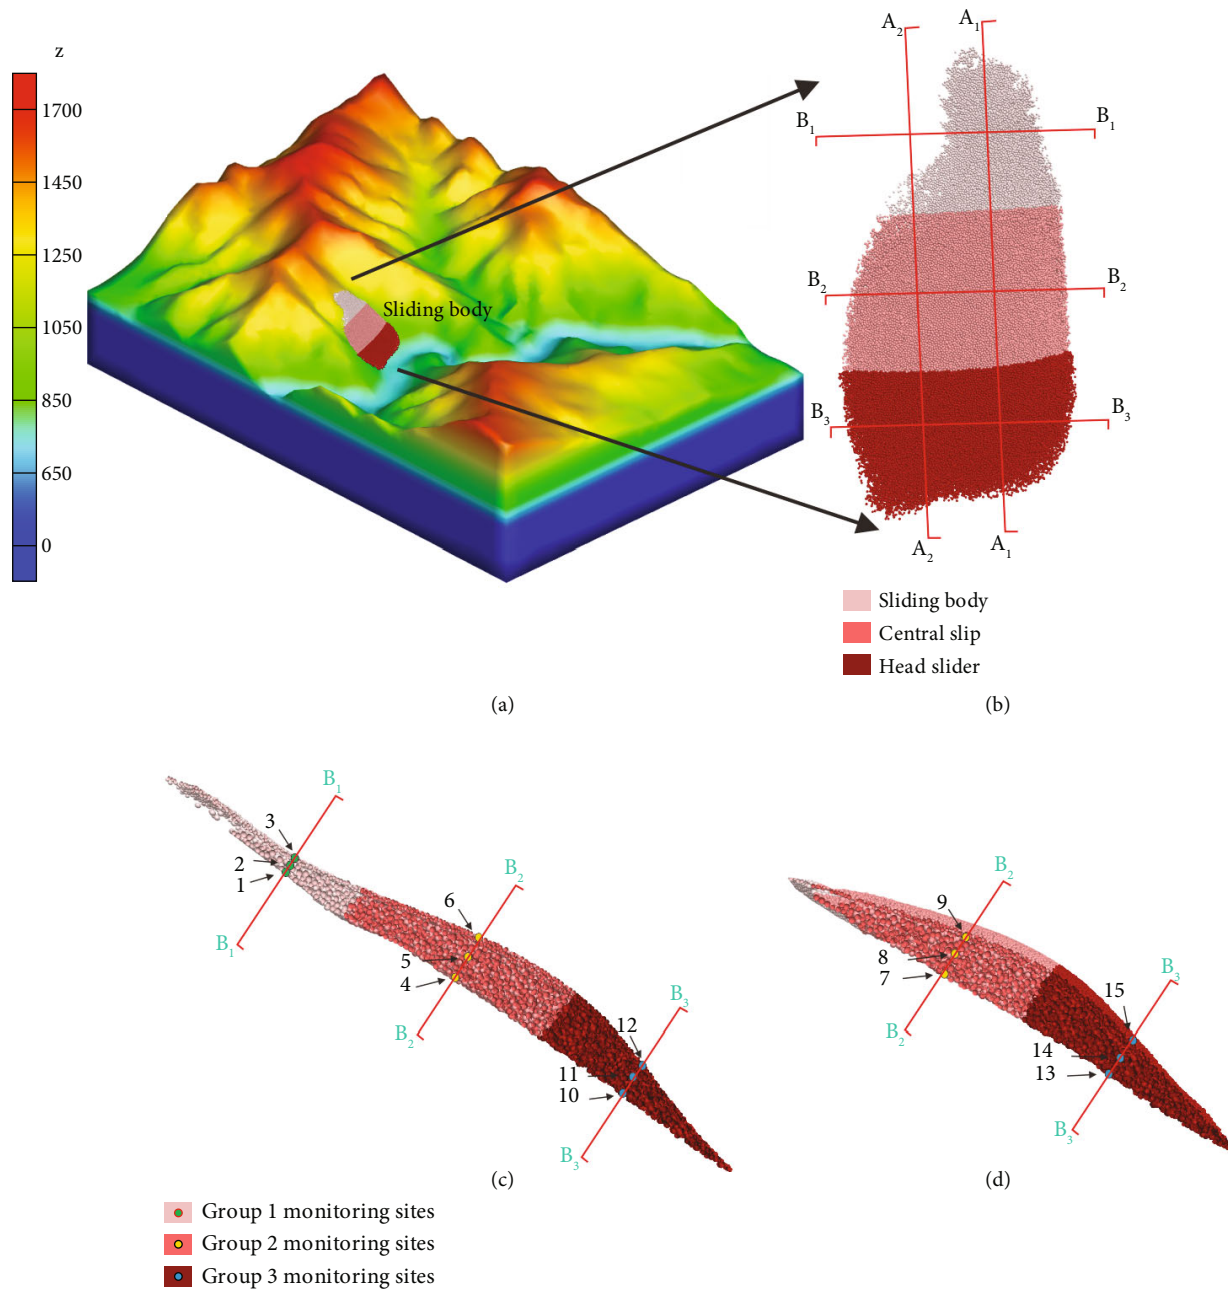 z
1700
1450
1250
1050
850
650
0
Sliding body
(a)
A₂ A₁
B₁ B₁
B₂ B₂
B₃ B₃
A₂ A₁
Sliding body
Central slip
Head slider
(b)
B₁
3
2
1
B₁
B₂
6
5
4
B₂
B₃
12
11
10
B₃
(c)
B₂
9
8
7
B₂
B₃
15
14
13
B₃
(d)
Group 1 monitoring sites
Group 2 monitoring sites
Group 3 monitoring sites